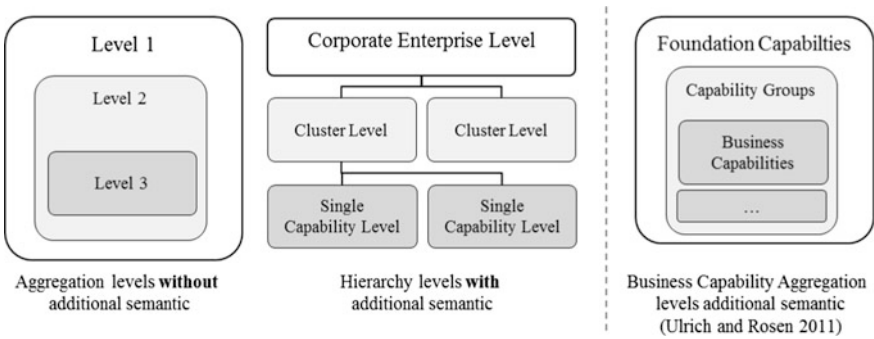 Level 1
Level 2
Level 3
Aggregation levels without
additional semantic
Corporate Enterprise Level
Cluster Level
Cluster Level
Single
Capability Level
Single
Capability Level
Hierarchy levels with
additional semantic
Foundation Capabilties
Capability Groups
Business
Capabilities
...
Business Capability Aggregation
levels additional semantic
(Ulrich and Rosen 2011)